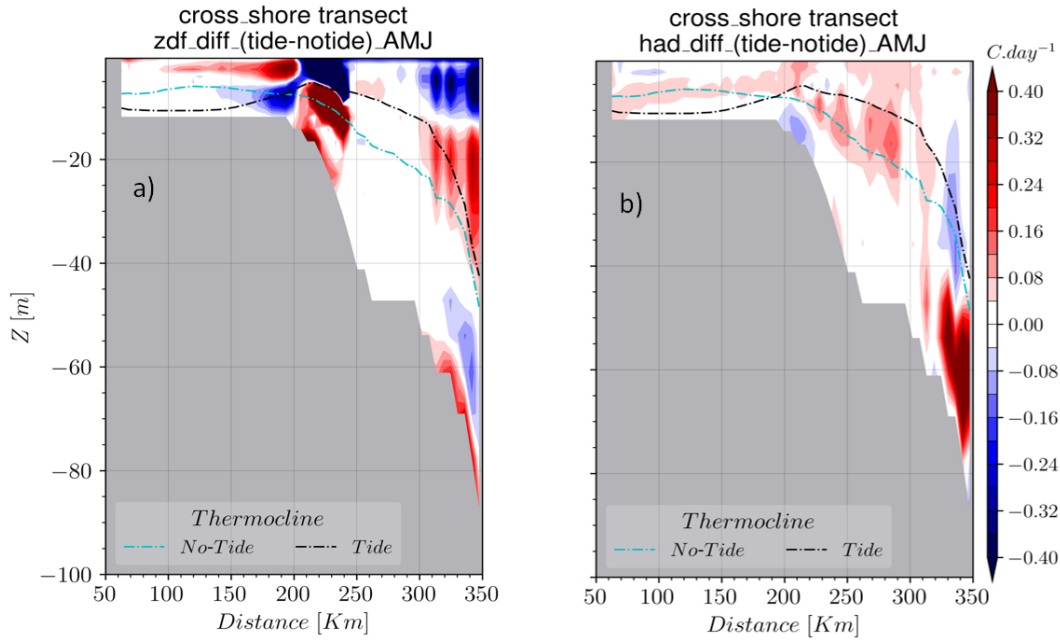 cross_shore transect
zdf_diff_(tide-notide)_AMJ
Z [m]
−20
−40
−60
−80
−100
a)
Thermocline
No-Tide
Tide
50 100 150 200 250 300 350
Distance [Km]
cross_shore transect
had_diff_(tide-notide)_AMJ
b)
Thermocline
No-Tide
Tide
50 100 150 200 250 300 350
Distance [Km]
C.day⁻¹
0.40
0.32
0.24
0.16
0.08
0.00
−0.08
−0.16
−0.24
−0.32
−0.40